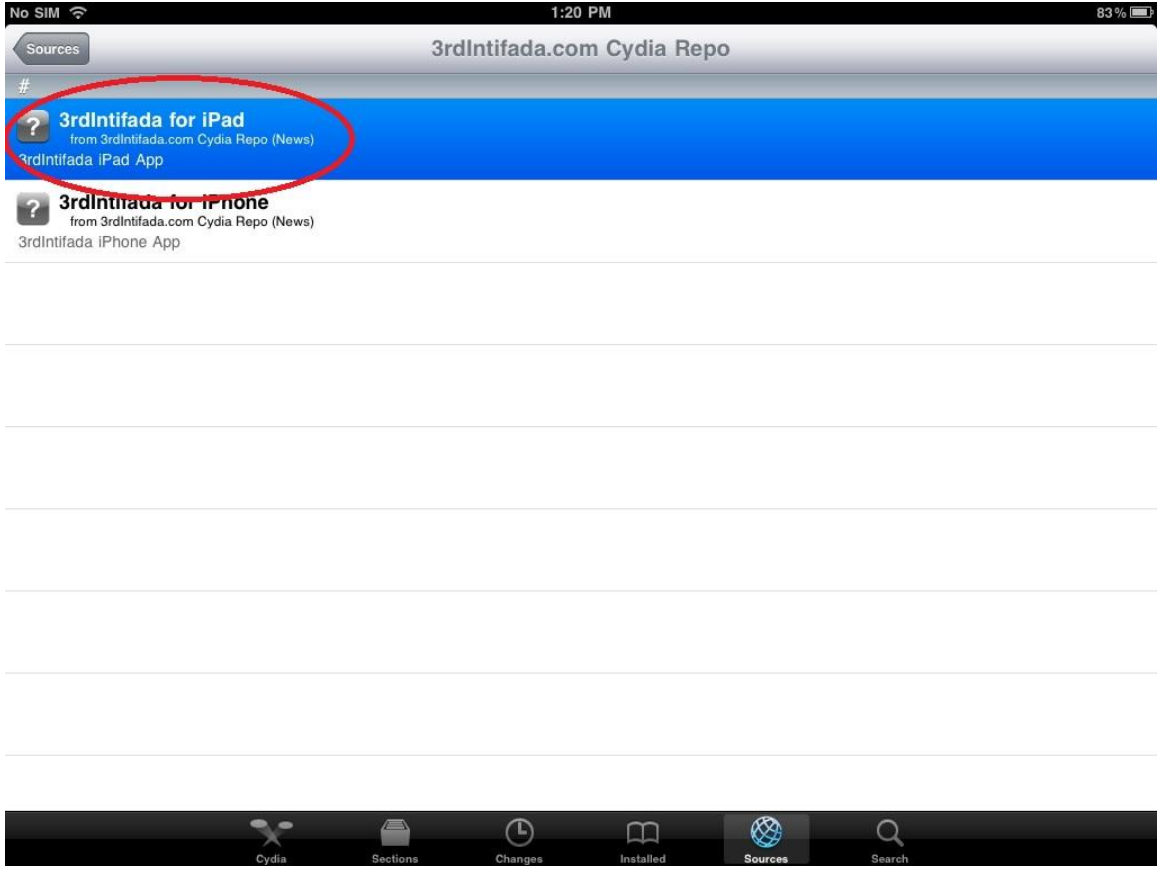 No SIM 1:20 PM 83%
Sources 3rdIntifada.com Cydia Repo
#
? 3rdIntifada for iPad
from 3rdIntifada.com Cydia Repo (News)
3rdIntifada iPad App
? 3rdIntifada for iPhone
from 3rdIntifada.com Cydia Repo (News)
3rdIntifada iPhone App
Cydia Sections Changes Installed Sources Search